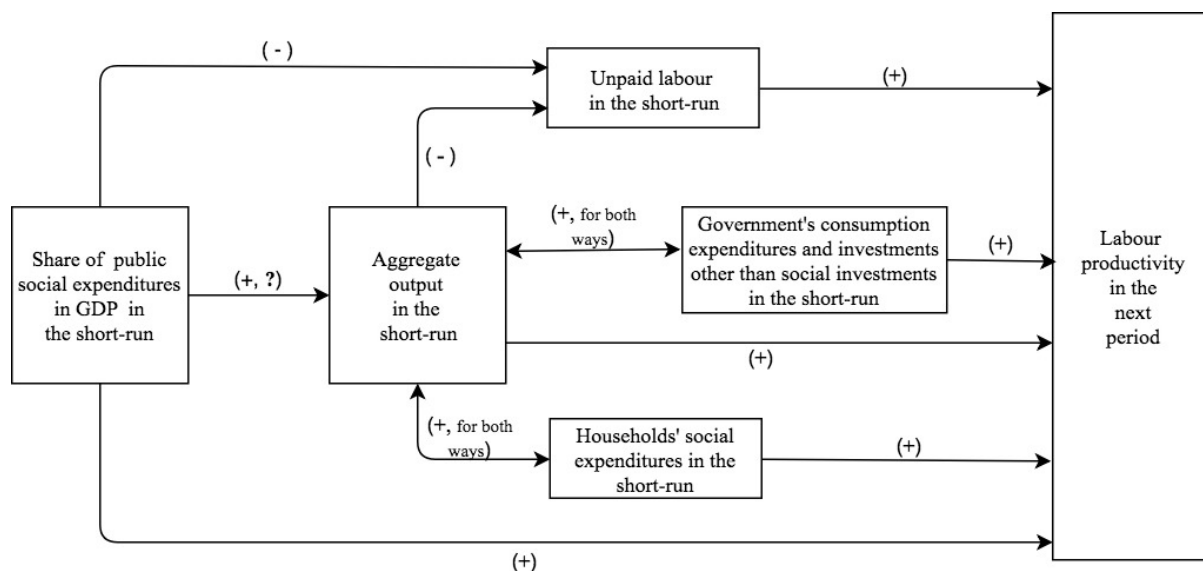 ( - )
Unpaid labour
in the short-run
(+)
( - )
Share of public
social expenditures
in GDP in
the short-run
(+, ?)
Aggregate
output
in the
short-run
(+, for both
ways)
Government's consumption
expenditures and investments
other than social investments
in the short-run
(+)
(+)
(+, for both
ways)
Households' social
expenditures in the
short-run
(+)
(+)
Labour
productivity
in the
next
period